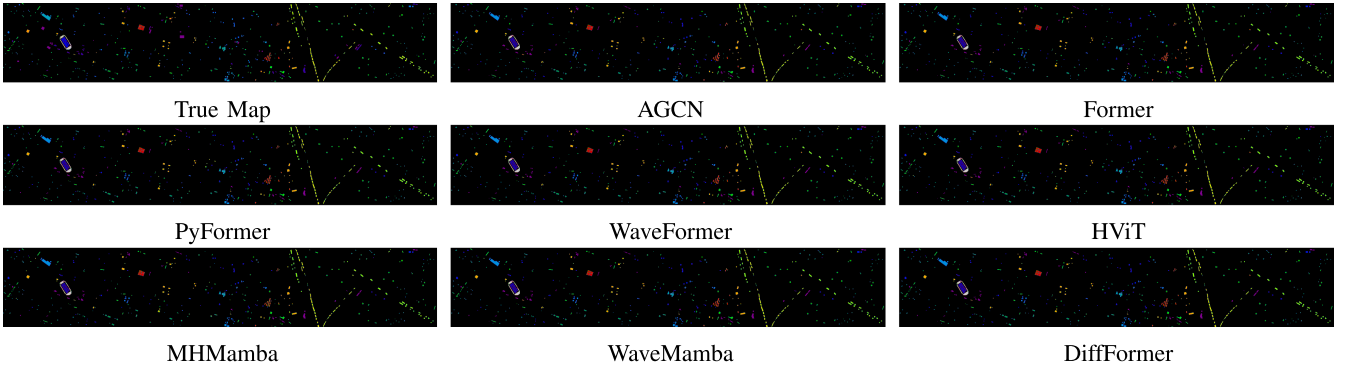 True Map
AGCN
Former
PyFormer
WaveFormer
HViT
MHMamba
WaveMamba
DiffFormer